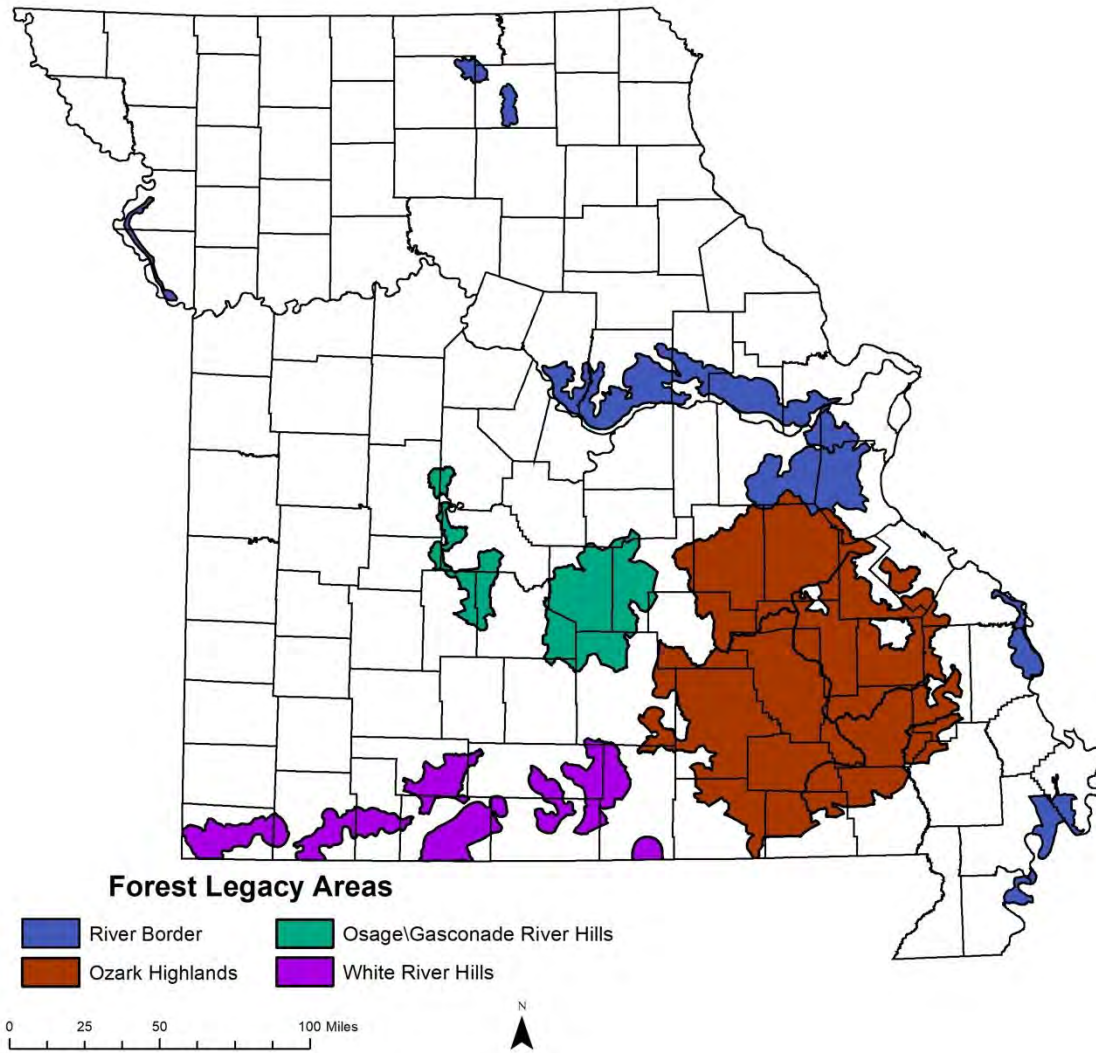 Forest Legacy Areas
River Border
Osage\Gasconade River Hills
Ozark Highlands
White River Hills
0 25 50 100 Miles
N